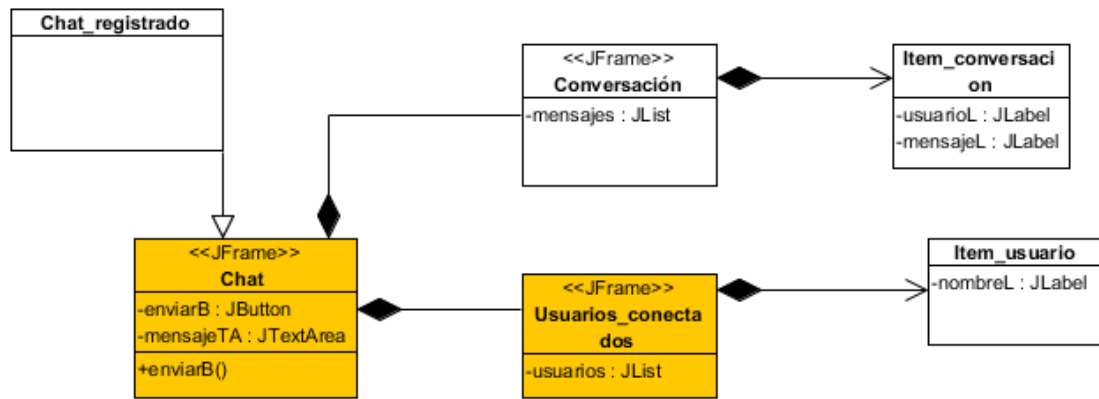 Chat_registrado
<<JFrame>>
Conversación
-mensajes : JList
Item_conversaci
on
-usuarioL : JLabel
-mensajeL : JLabel
<<JFrame>>
Chat
-enviarB : JButton
-mensajeTA : JTextArea
+enviarB()
<<JFrame>>
Usuarios_conecta
dos
-usuarios : JList
Item_usuario
-nombreL : JLabel